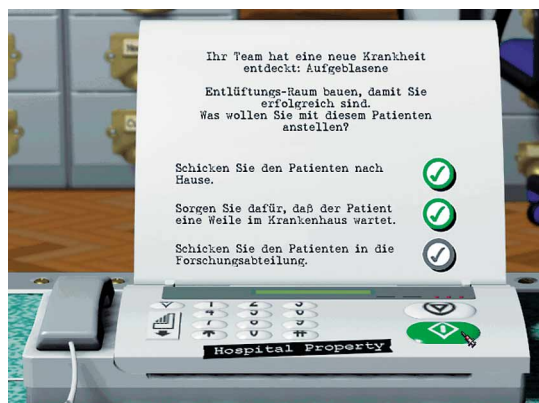 Ihr Team hat eine neue Krankheit
entdeckt: Aufgeblasene
Entlüftungs-Raum bauen, damit Sie
erfolgreich sind.
Was wollen Sie mit diesem Patienten
anstellen?
Schicken Sie den Patienten nach
Hause.
Sorgen Sie dafür, daß der Patient
eine Weile im Krankenhaus wartet.
Schicken Sie den Patienten in die
Forschungsabteilung.
Hospital Property